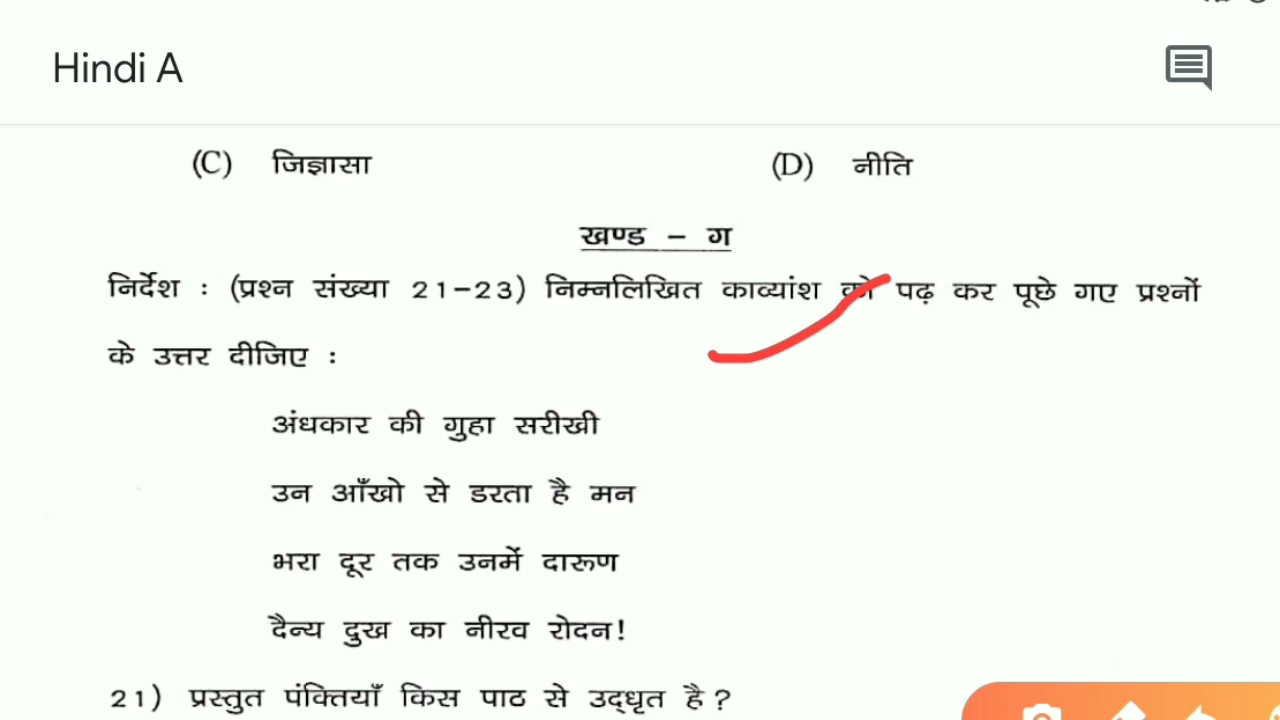 Hindi A
(C) जिज्ञासा (D) नीति
खण्ड - ग
निर्देश : (प्रश्न संख्या 21-23) निम्नलिखित काव्यांश को पढ़ कर पूछे गए प्रश्नों
के उत्तर दीजिए :
अंधकार की गुहा सरीखी
उन आँखो से डरता है मन
भरा दूर तक उनमें दारूण
दैन्य दुख का नीरव रोदन!
21) प्रस्तुत पंक्तियाँ किस पाठ से उद्धृत है?